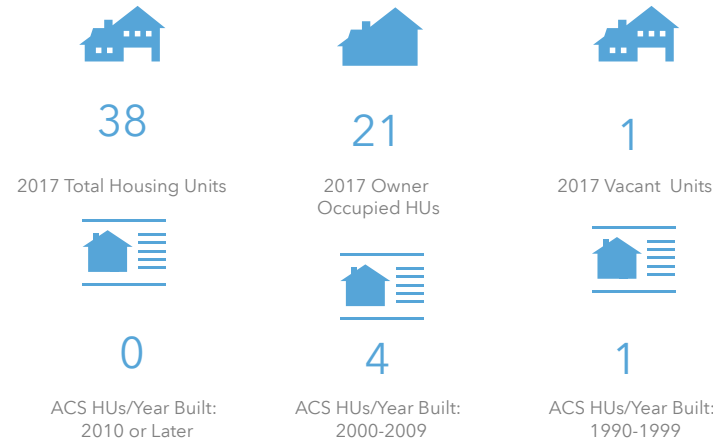 38
2017 Total Housing Units
21
2017 Owner
Occupied HUs
1
2017 Vacant  Units
0
ACS HUs/Year Built:
2010 or Later
4
ACS HUs/Year Built:
2000-2009
1
ACS HUs/Year Built:
1990-1999